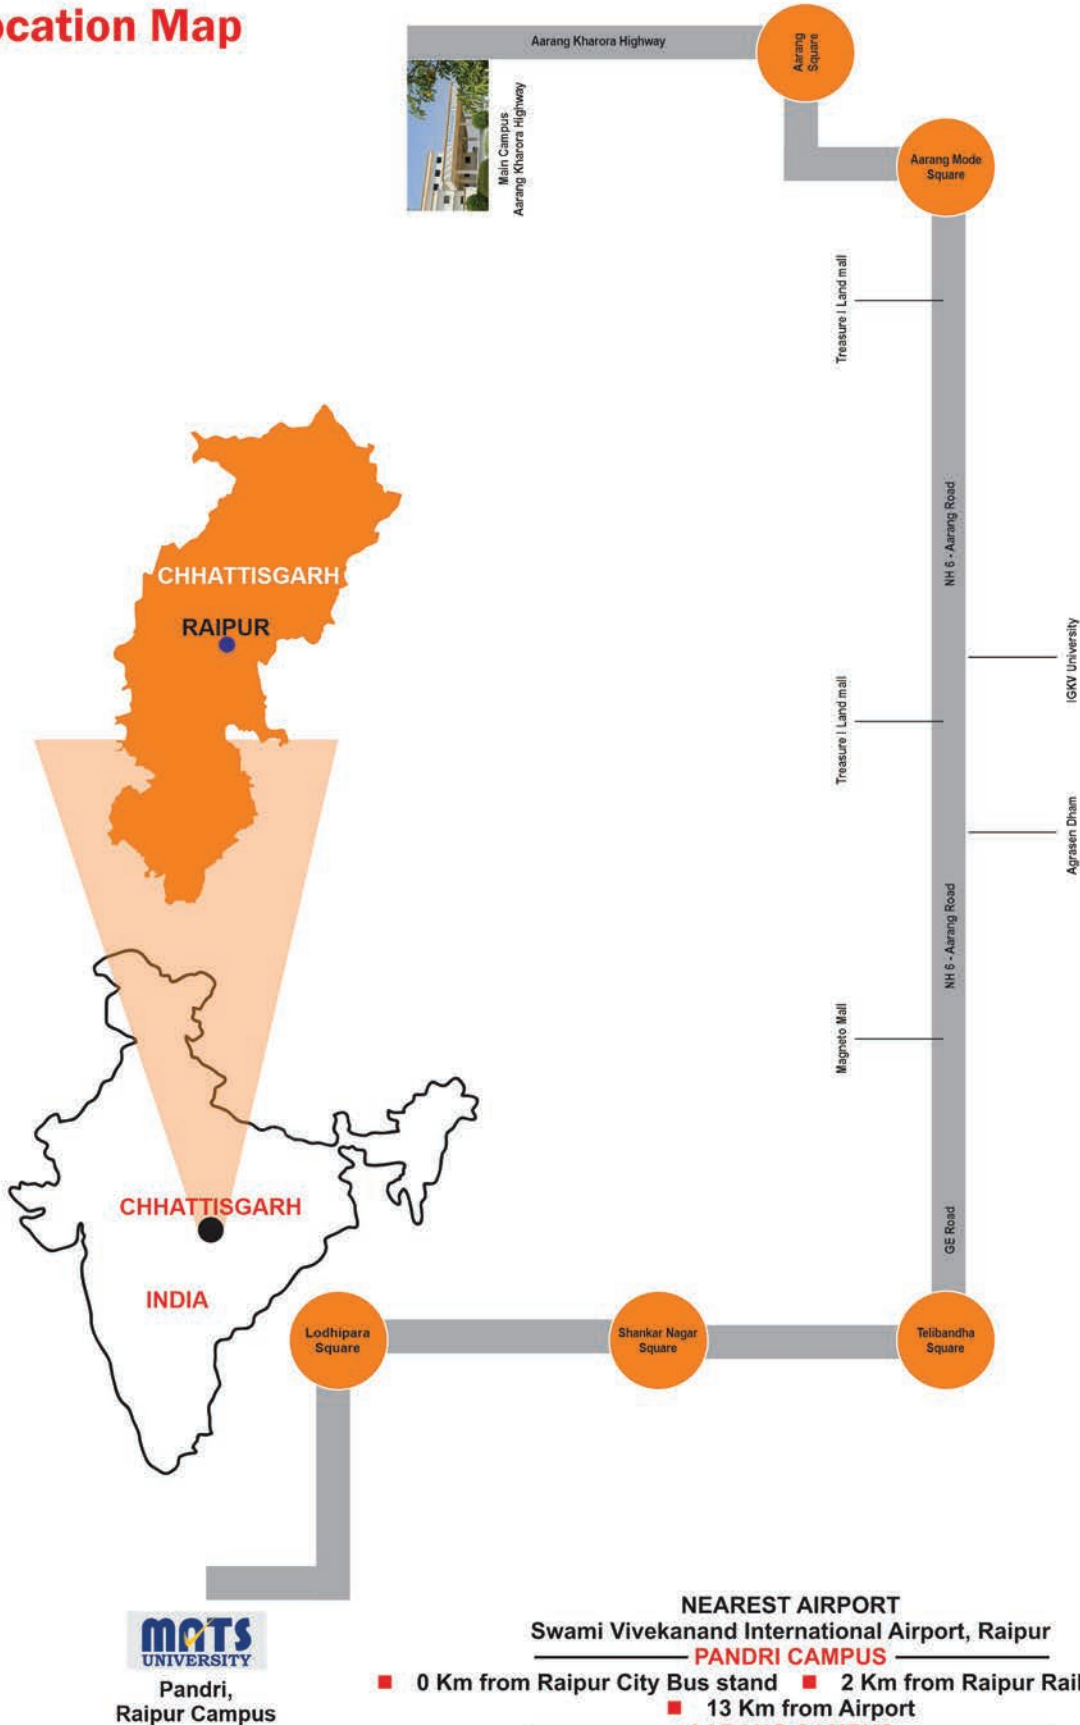 ocation Map
Aarang Kharora Highway
Aarang
Square
Main Campus
Aarang Kharora Highway
Aarang Mode
Square
Treasure I Land mall
NH 6 - Aarang Road
IGKV University
Treasure I Land mall
Agrasen Dham
NH 6 - Aarang Road
Magneto Mall
GE Road
CHHATTISGARH
RAIPUR
CHHATTISGARH
INDIA
Lodhipara
Square
Shankar Nagar
Square
Telibandha
Square
MATS
UNIVERSITY
Pandri,
Raipur Campus
NEAREST AIRPORT
Swami Vivekanand International Airport, Raipur
PANDRI CAMPUS
0 Km from Raipur City Bus stand
2 Km from Raipur Rail
13 Km from Airport